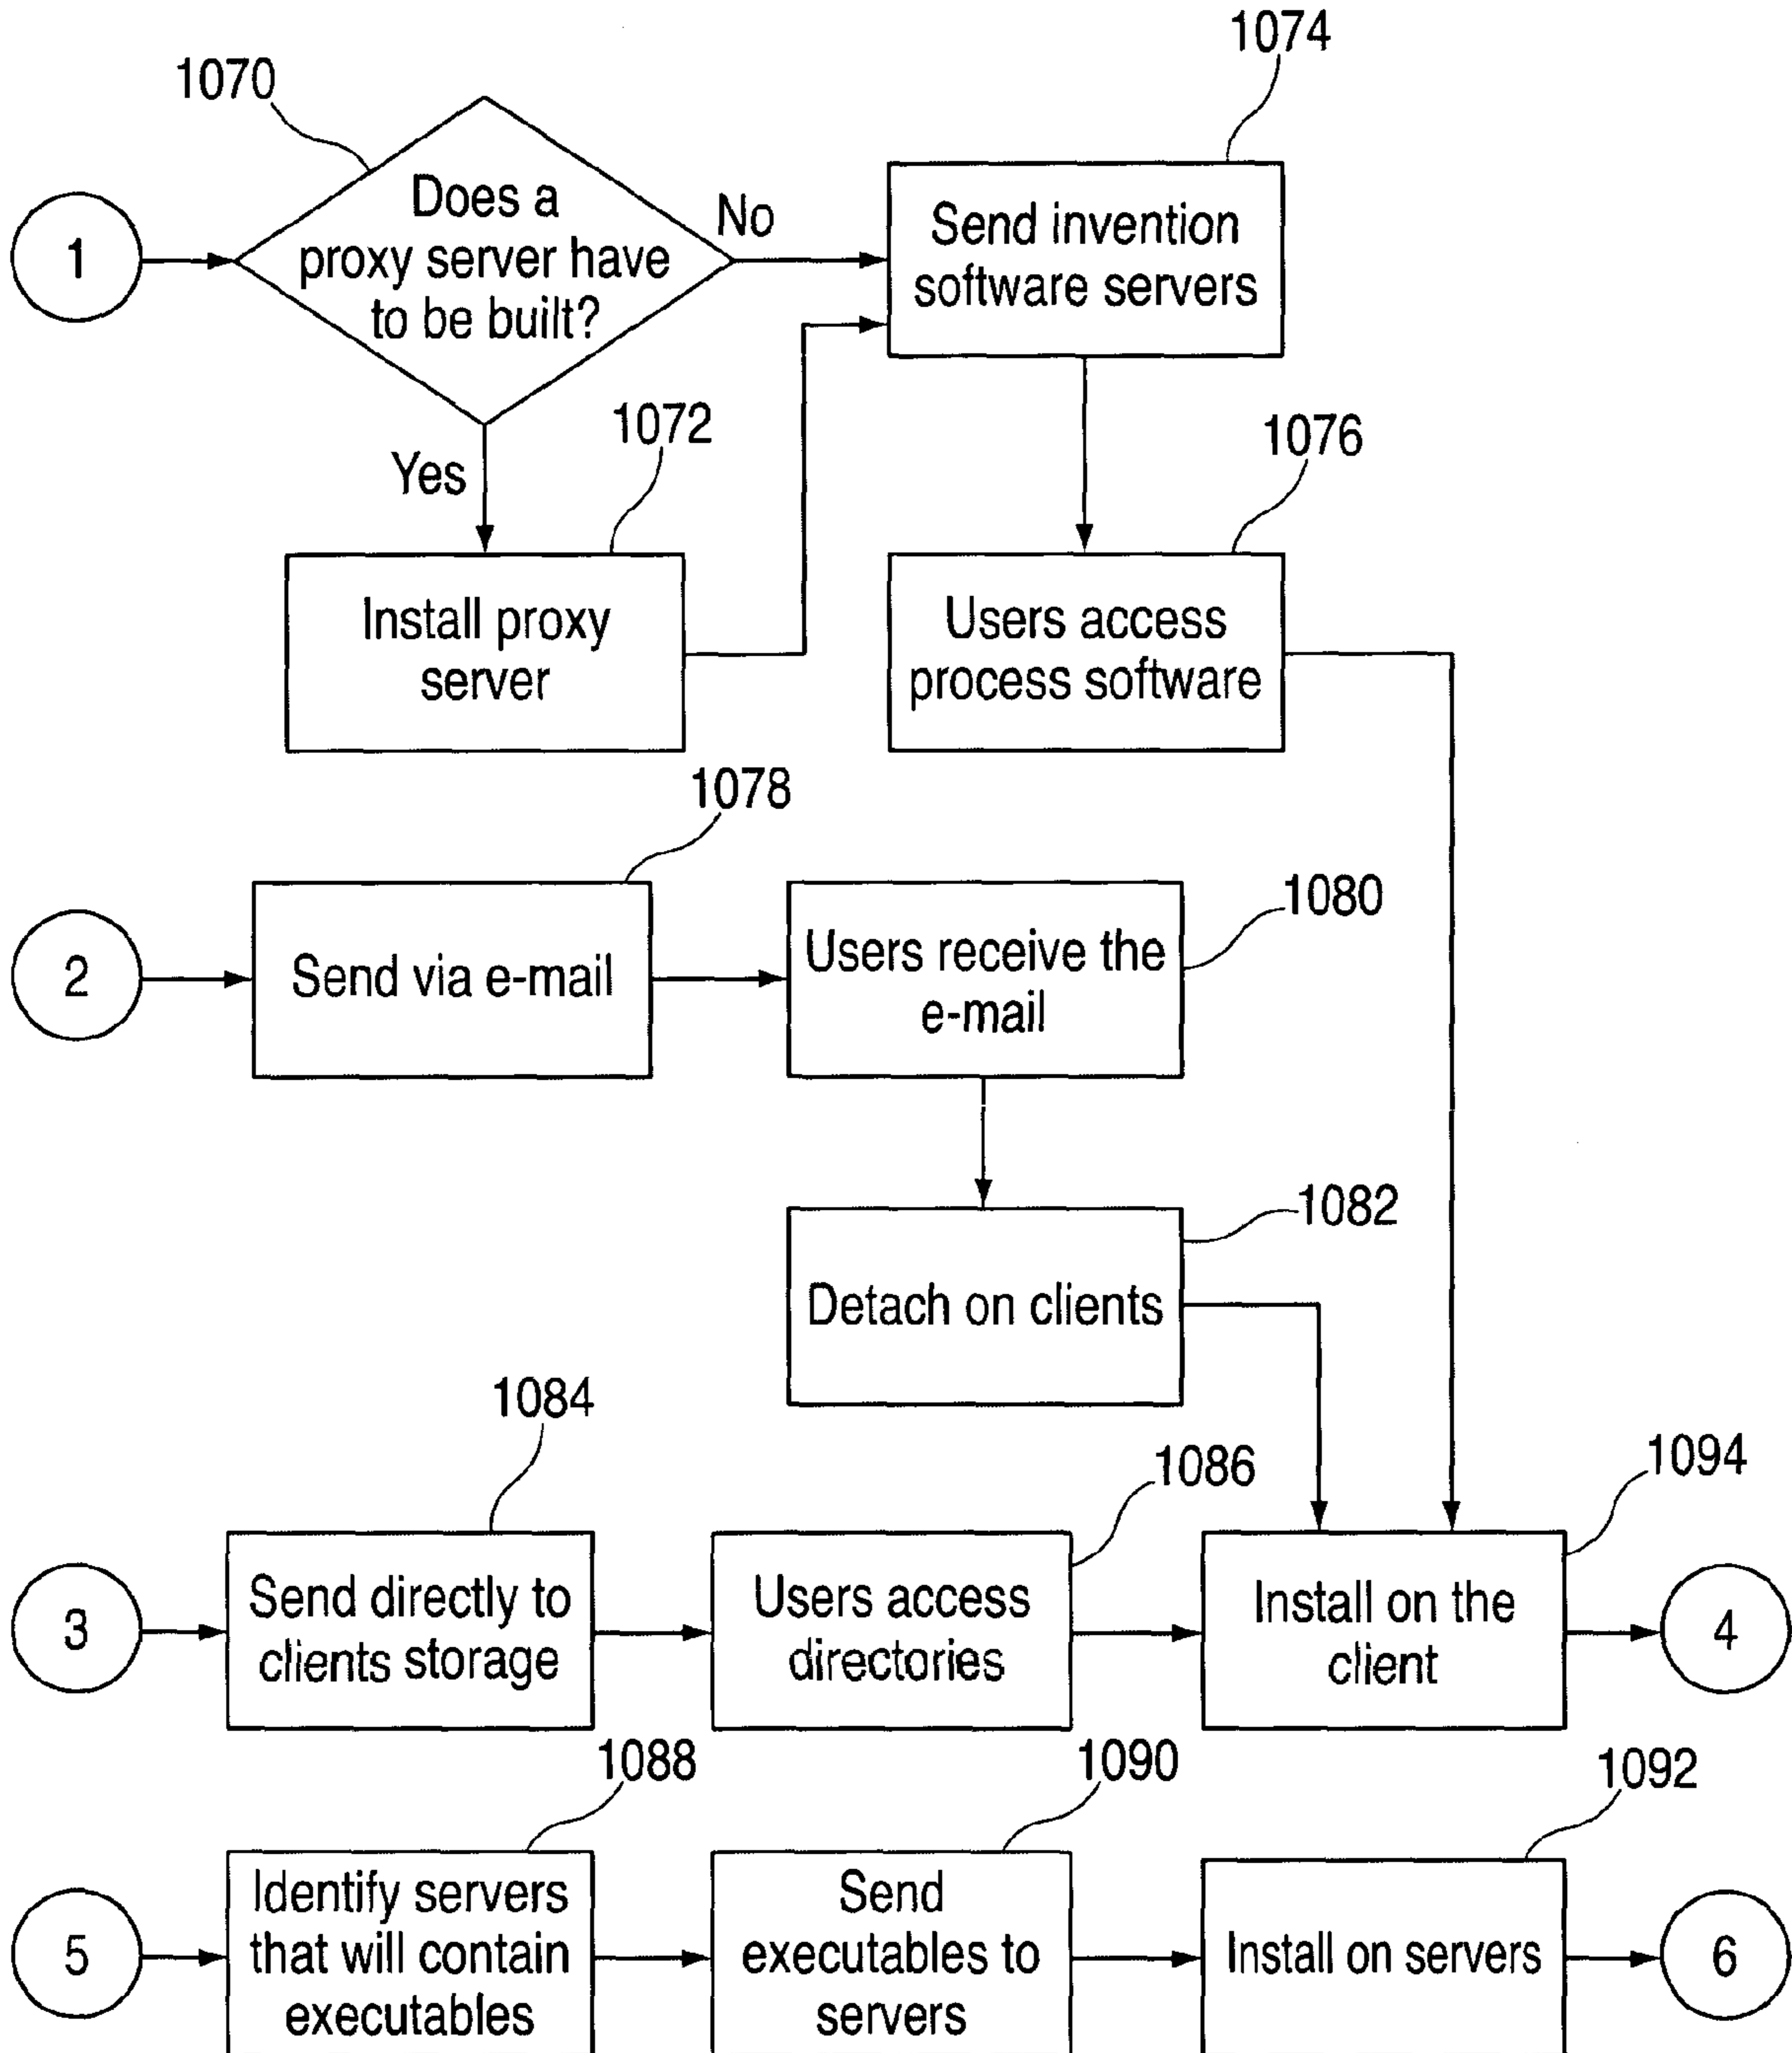 1074
1070
Does a
proxy server have
to be built?
No
Send invention
software servers
1
1072
Yes
1076
Install proxy
server
Users access
process software
1078
1080
2
Send via e-mail
Users receive the
e-mail
1082
Detach on clients
1084
1086
1094
3
Send directly to
clients storage
Users access
directories
Install on the
client
4
1088
1090
1092
5
Identify servers
that will contain
executables
Send
executables to
servers
Install on servers
6